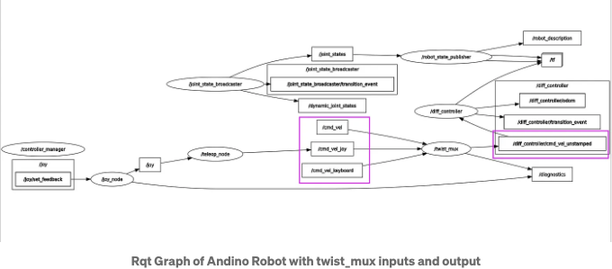 /robot_description
/joint_states
/robot_state_publisher
/tf
/joint_state_broadcaster
/joint_state_broadcaster
/joint_state_broadcaster/transition_event
/diff_controller
/diff_controller/odom
/dynamic_joint_states
/diff_controller
/diff_controller/transition_event
/cmd_vel
/diff_controller/cmd_vel_unstamped
/controller_manager
/teleop_node
/cmd_vel_joy
/twist_mux
/joy
/joy
/cmd_vel_keyboard
/diagnostics
/joy/set_feedback
/joy_node
Rqt Graph of Andino Robot with twist_mux inputs and output